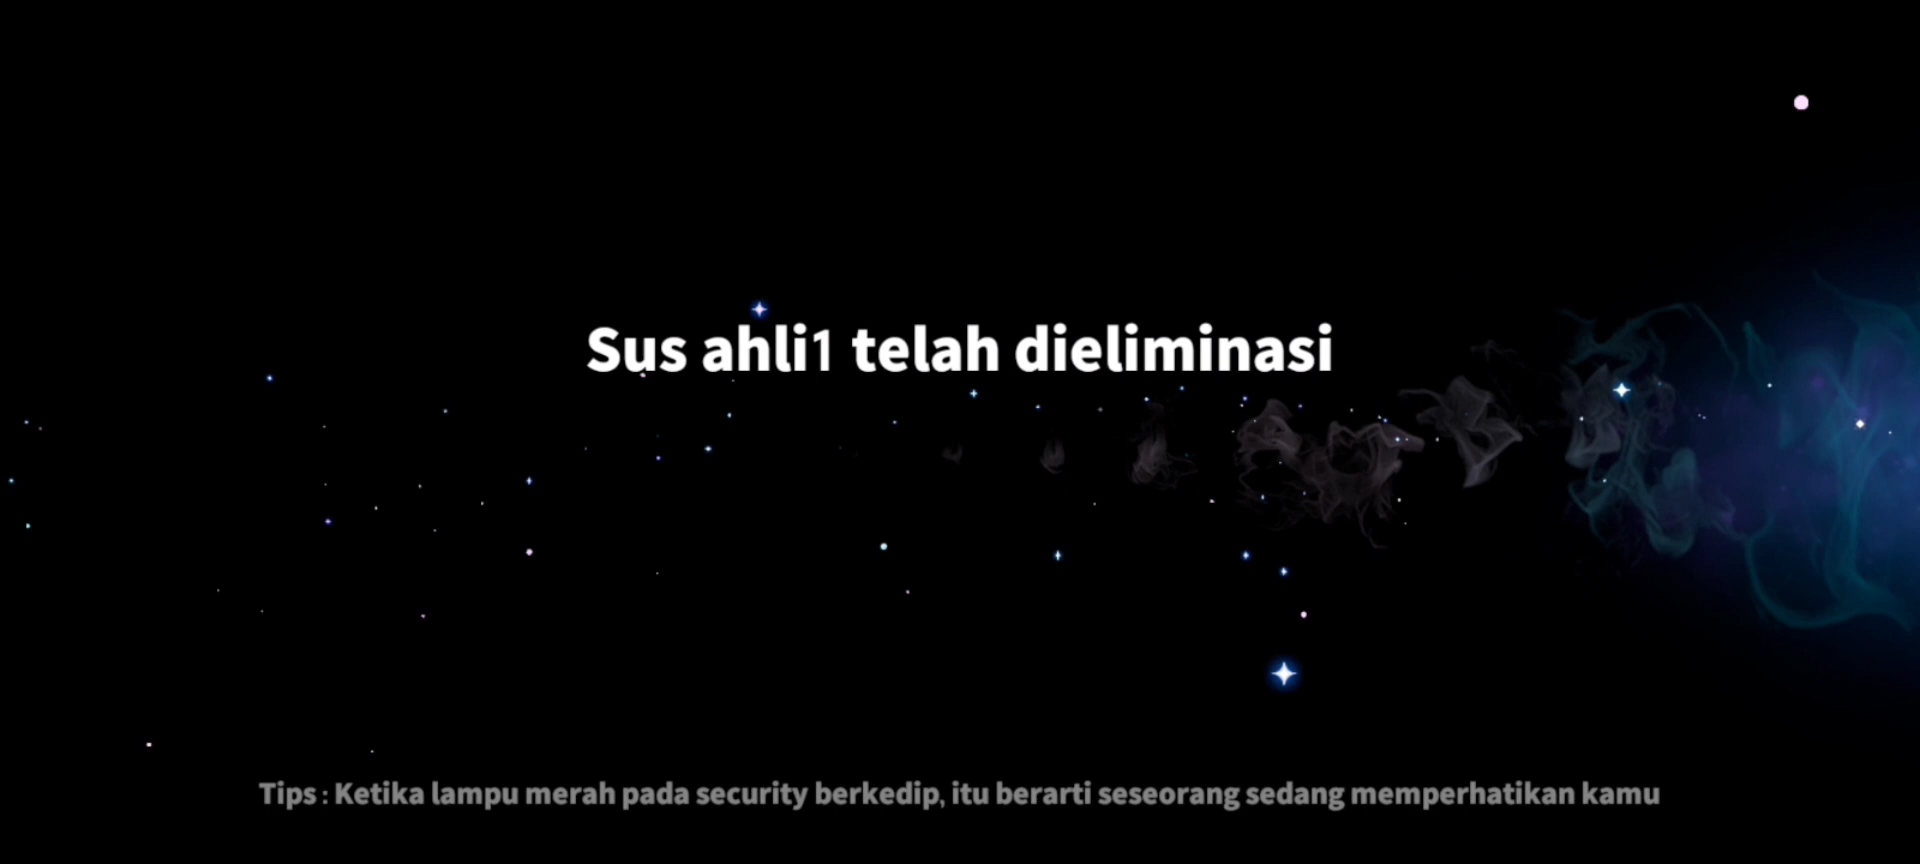 Sus ahli1 telah dieliminasi
Tips : Ketika lampu merah pada security berkedip, itu berarti seseorang sedang memperhatikan kamu